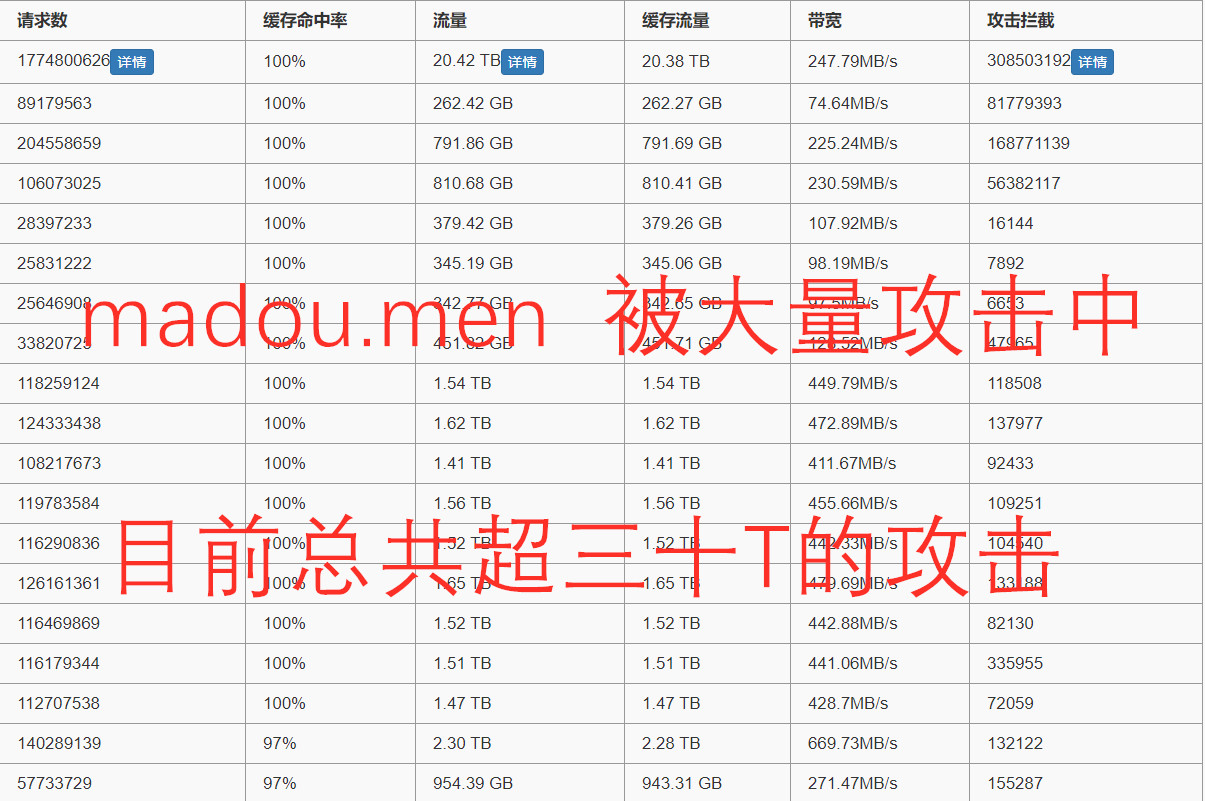 请求数 缓存命中率 流量 缓存流量 带宽 攻击拦截
1774800626 详情 100% 20.42 TB 详情 20.38 TB 247.79MB/s 308503192 详情
89179563 100% 262.42 GB 262.27 GB 74.64MB/s 81779393
204558659 100% 791.86 GB 791.69 GB 225.24MB/s 168771139
106073025 100% 810.68 GB 810.41 GB 230.59MB/s 56382117
28397233 100% 379.42 GB 379.26 GB 107.92MB/s 16144
25831222 100% 345.19 GB 345.06 GB 98.19MB/s 7892
25646908 100% 342.77 GB 342.65 GB 97.5MB/s 6653
madou.men 被大量攻击中
33820725 100% 451.82 GB 451.71 GB 128.52MB/s 47965
118259124 100% 1.54 TB 1.54 TB 449.79MB/s 118508
124333438 100% 1.62 TB 1.62 TB 472.89MB/s 137977
108217673 100% 1.41 TB 1.41 TB 411.67MB/s 92433
119783584 100% 1.56 TB 1.56 TB 455.66MB/s 109251
116290836 100% 1.52 TB 1.52 TB 442.33MB/s
目前总共超三十T的攻击
126161361 100% 1.65 TB 1.65 TB 479.69MB/s
116469869 100% 1.52 TB 1.52 TB 442.88MB/s 82130
116179344 100% 1.51 TB 1.51 TB 441.06MB/s 335955
112707538 100% 1.47 TB 1.47 TB 428.7MB/s 72059
140289139 97% 2.30 TB 2.28 TB 669.73MB/s 132122
57733729 97% 954.39 GB 943.31 GB 271.47MB/s 155287